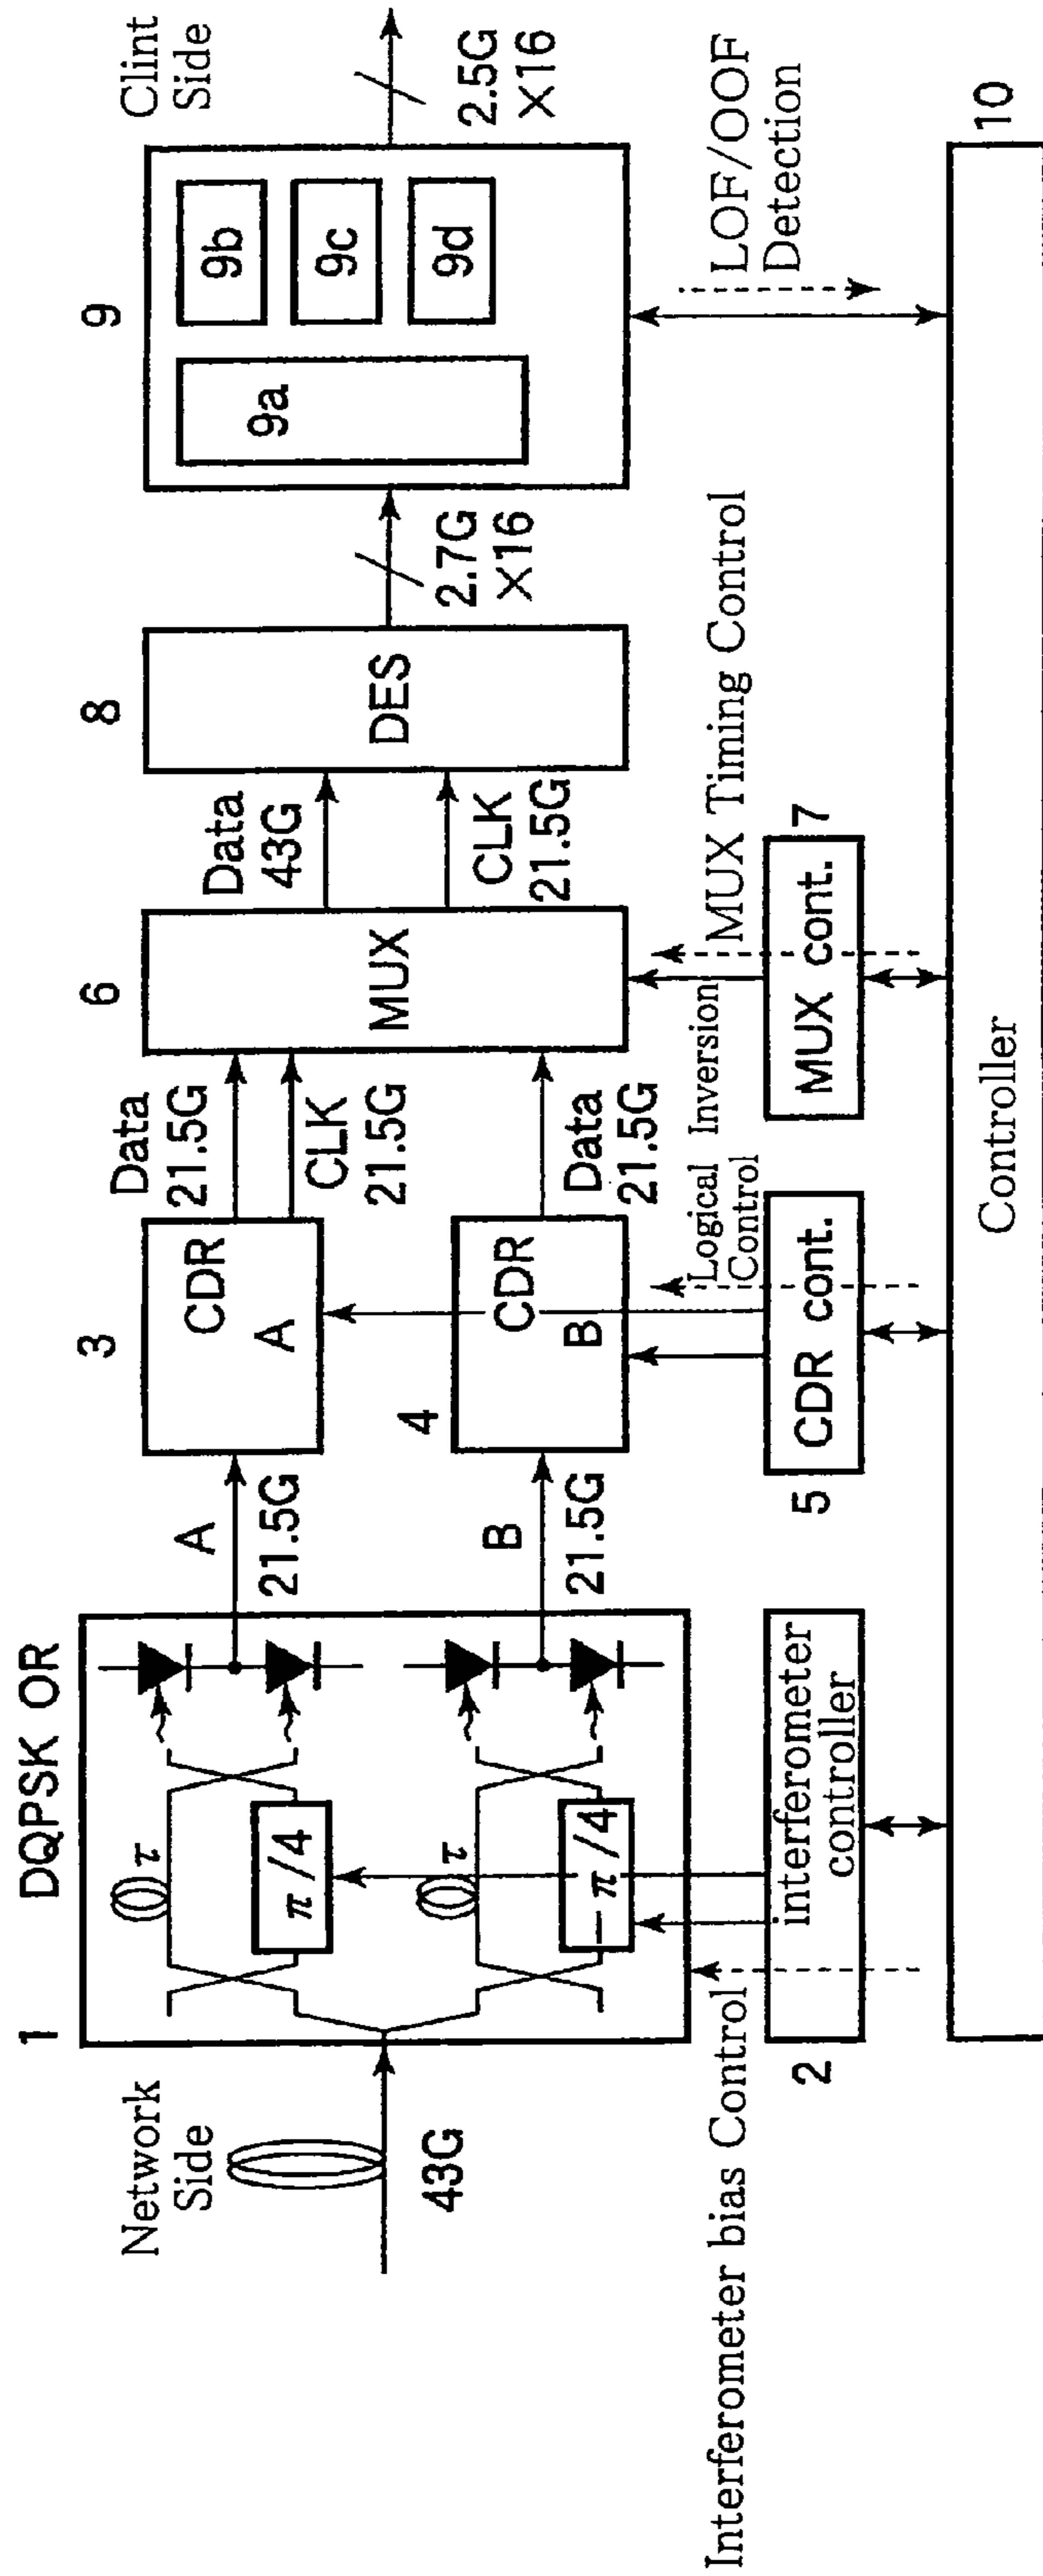 1 DQPSK OR
Network
Side
43G
τ
π/4
τ
−π/4
A
21.5G
B
21.5G
3
CDR
A
4
CDR
B
Data
21.5G
CLK
21.5G
Data
21.5G
6
MUX
Data
43G
CLK
21.5G
8
DES
2.7G
×16
9
9a
9b
9c
9d
Clint
Side
2.5G
×16
Interferometer bias Control
2
interferometer
controller
5
CDR cont.
Logical Inversion
Control
MUX cont.
7
MUX Timing Control
LOF/OOF
Detection
Controller
10